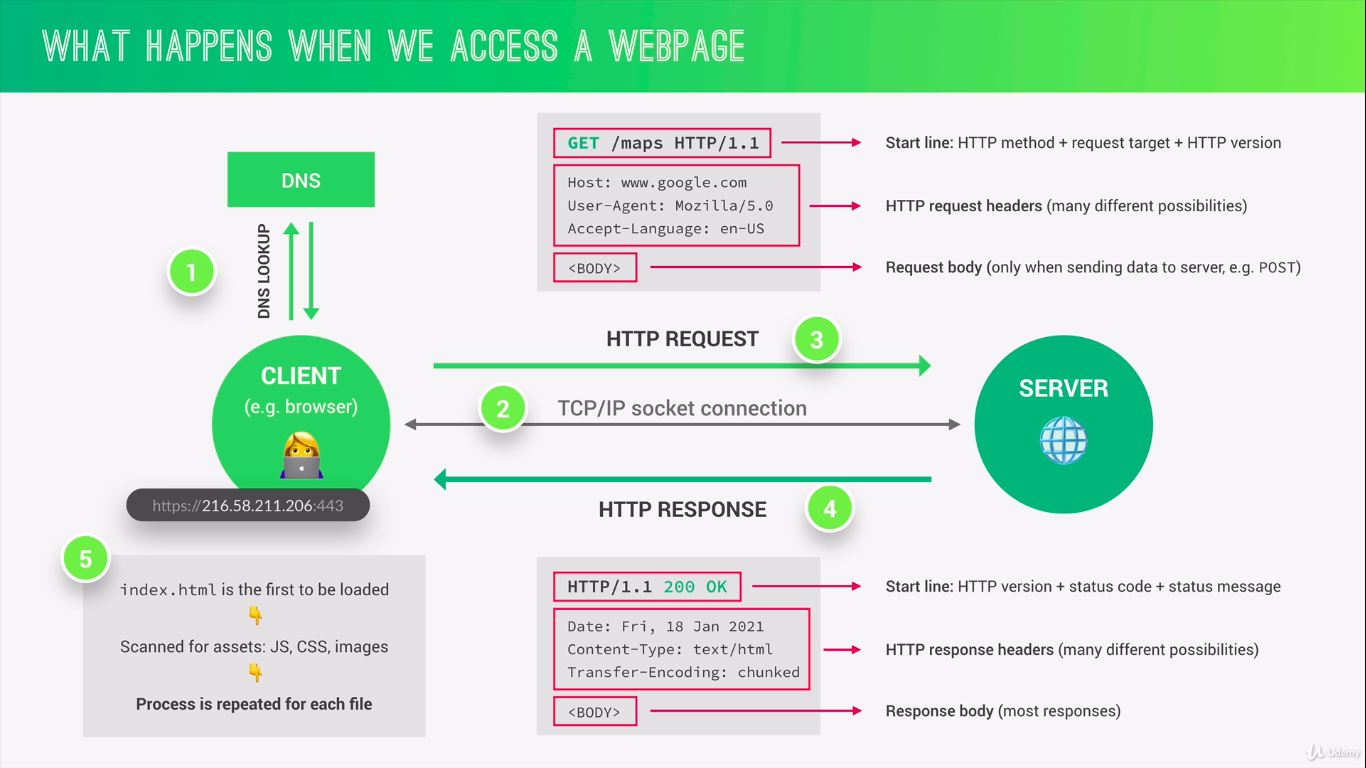 WHAT HAPPENS WHEN WE ACCESS A WEBPAGE
DNS
DNS LOOKUP
1
CLIENT
(e.g. browser)
https://216.58.211.206:443
GET /maps HTTP/1.1
Start line: HTTP method + request target + HTTP version
Host: www.google.com
User-Agent: Mozilla/5.0
Accept-Language: en-US
HTTP request headers (many different possibilities)
<BODY>
Request body (only when sending data to server, e.g. POST)
HTTP REQUEST
3
2
TCP/IP socket connection
SERVER
HTTP RESPONSE
4
5
index.html is the first to be loaded
Scanned for assets: JS, CSS, images
Process is repeated for each file
HTTP/1.1 200 OK
Start line: HTTP version + status code + status message
Date: Fri, 18 Jan 2021
Content-Type: text/html
Transfer-Encoding: chunked
HTTP response headers (many different possibilities)
<BODY>
Response body (most responses)
Udemy